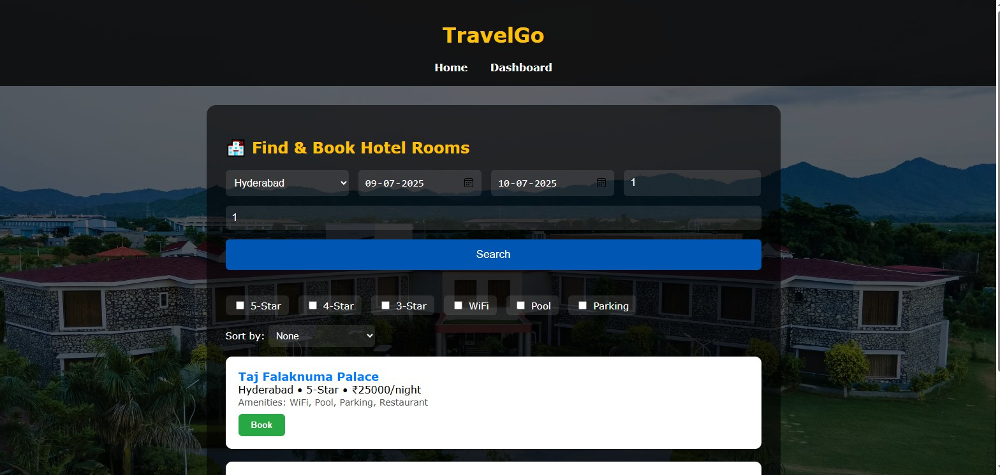 TravelGo
Home Dashboard
🏥 Find & Book Hotel Rooms
Hyderabad 09-07-2025 10-07-2025 1
1
Search
5-Star 4-Star 3-Star WiFi Pool Parking
Sort by: None
Taj Falaknuma Palace
Hyderabad • 5-Star • ₹25000/night
Amenities: WiFi, Pool, Parking, Restaurant
Book